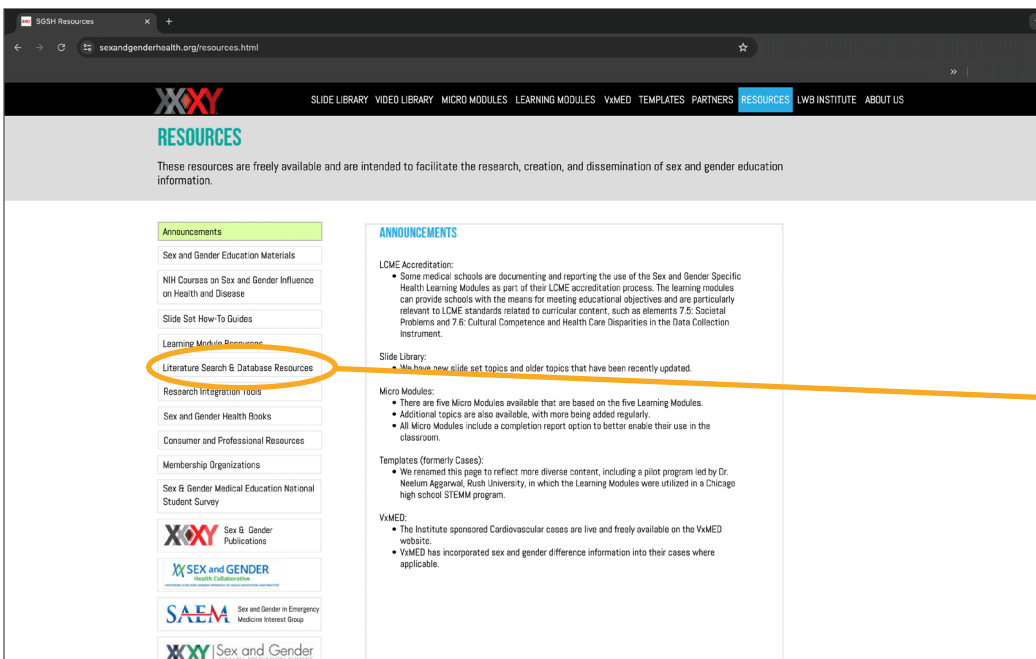 SGSH Resources
sexandgenderhealth.org/resources.html
XXXY
SLIDE LIBRARY VIDEO LIBRARY MICRO MODULES LEARNING MODULES VxMED TEMPLATES PARTNERS RESOURCES LWB INSTITUTE ABOUT US
RESOURCES
These resources are freely available and are intended to facilitate the research, creation, and dissemination of sex and gender education
information.
Announcements
Sex and Gender Education Materials
NIH Courses on Sex and Gender Influence
on Health and Disease
Slide Set How-To Guides
Learning Module Resources
Literature Search & Database Resources
Research Integration Tools
Sex and Gender Health Books
Consumer and Professional Resources
Membership Organizations
Sex & Gender Medical Education National
Student Survey
XXXY Sex & Gender
Publications
XX SEX and GENDER
Health Collaborative
SAEM Sex and Gender in Emergency
Medicine Interest Group
XXXY Sex and Gender
ANNOUNCEMENTS
LCME Accreditation:
• Some medical schools are documenting and reporting the use of the Sex and Gender Specific
Health Learning Modules as part of their LCME accreditation process. The learning modules
can provide schools with the means for meeting educational objectives and are particularly
relevant to LCME standards related to curricular content, such as elements 7.5: Societal
Problems and 7.6: Cultural Competence and Health Care Disparities in the Data Collection
Instrument.
Slide Library:
• We have new slide set topics and older topics that have been recently updated.
Micro Modules:
• There are five Micro Modules available that are based on the five Learning Modules.
• Additional topics are also available, with more being added regularly.
• All Micro Modules include a completion report option to better enable their use in the
classroom.
Templates (formerly Cases):
• We renamed this page to reflect more diverse content, including a pilot program led by Dr.
Neelum Aggarwal, Rush University, in which the Learning Modules were utilized in a Chicago
high school STEMM program.
VxMED:
• The Institute sponsored Cardiovascular cases are live and freely available on the VxMED
website.
• VxMED has incorporated sex and gender difference information into their cases where
applicable.